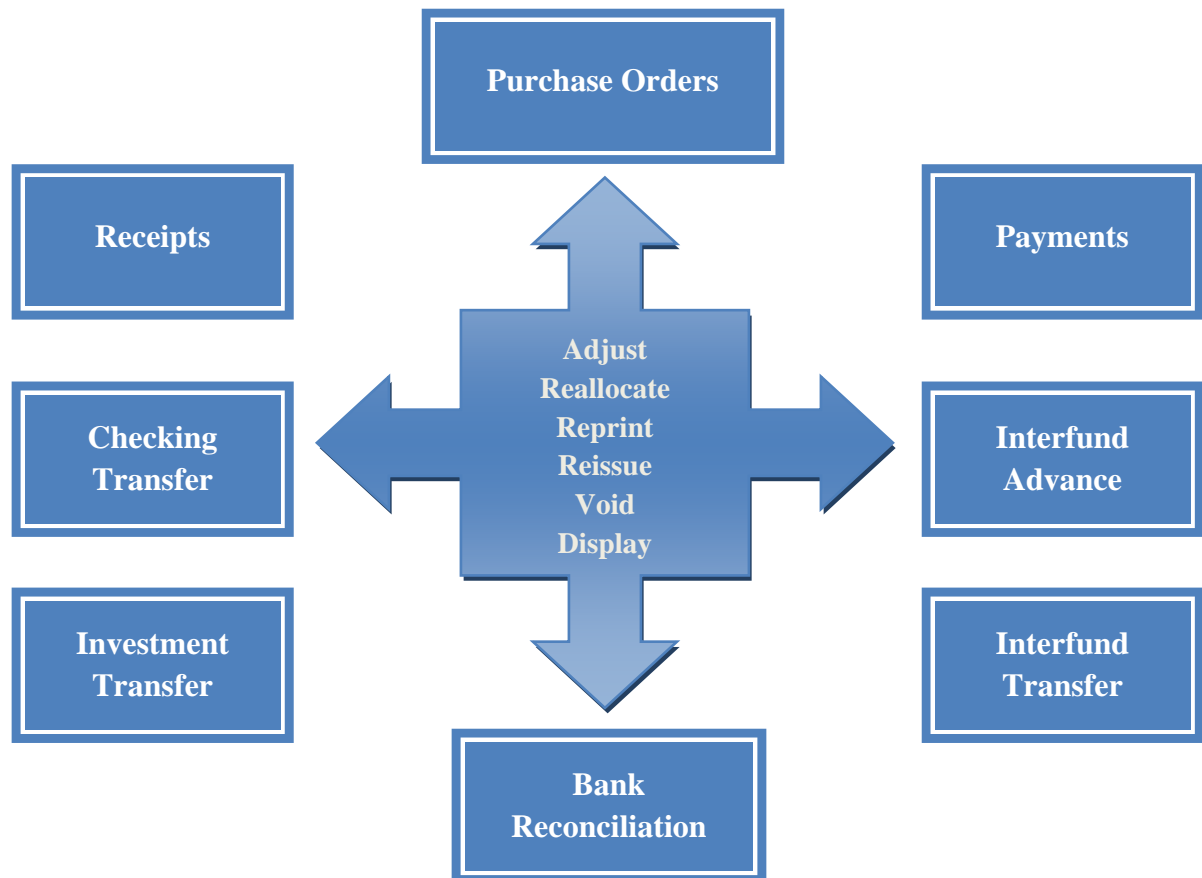 Purchase Orders
Receipts
Payments
Adjust
Reallocate
Reprint
Reissue
Void
Display
Checking
Transfer
Interfund
Advance
Investment
Transfer
Interfund
Transfer
Bank
Reconciliation